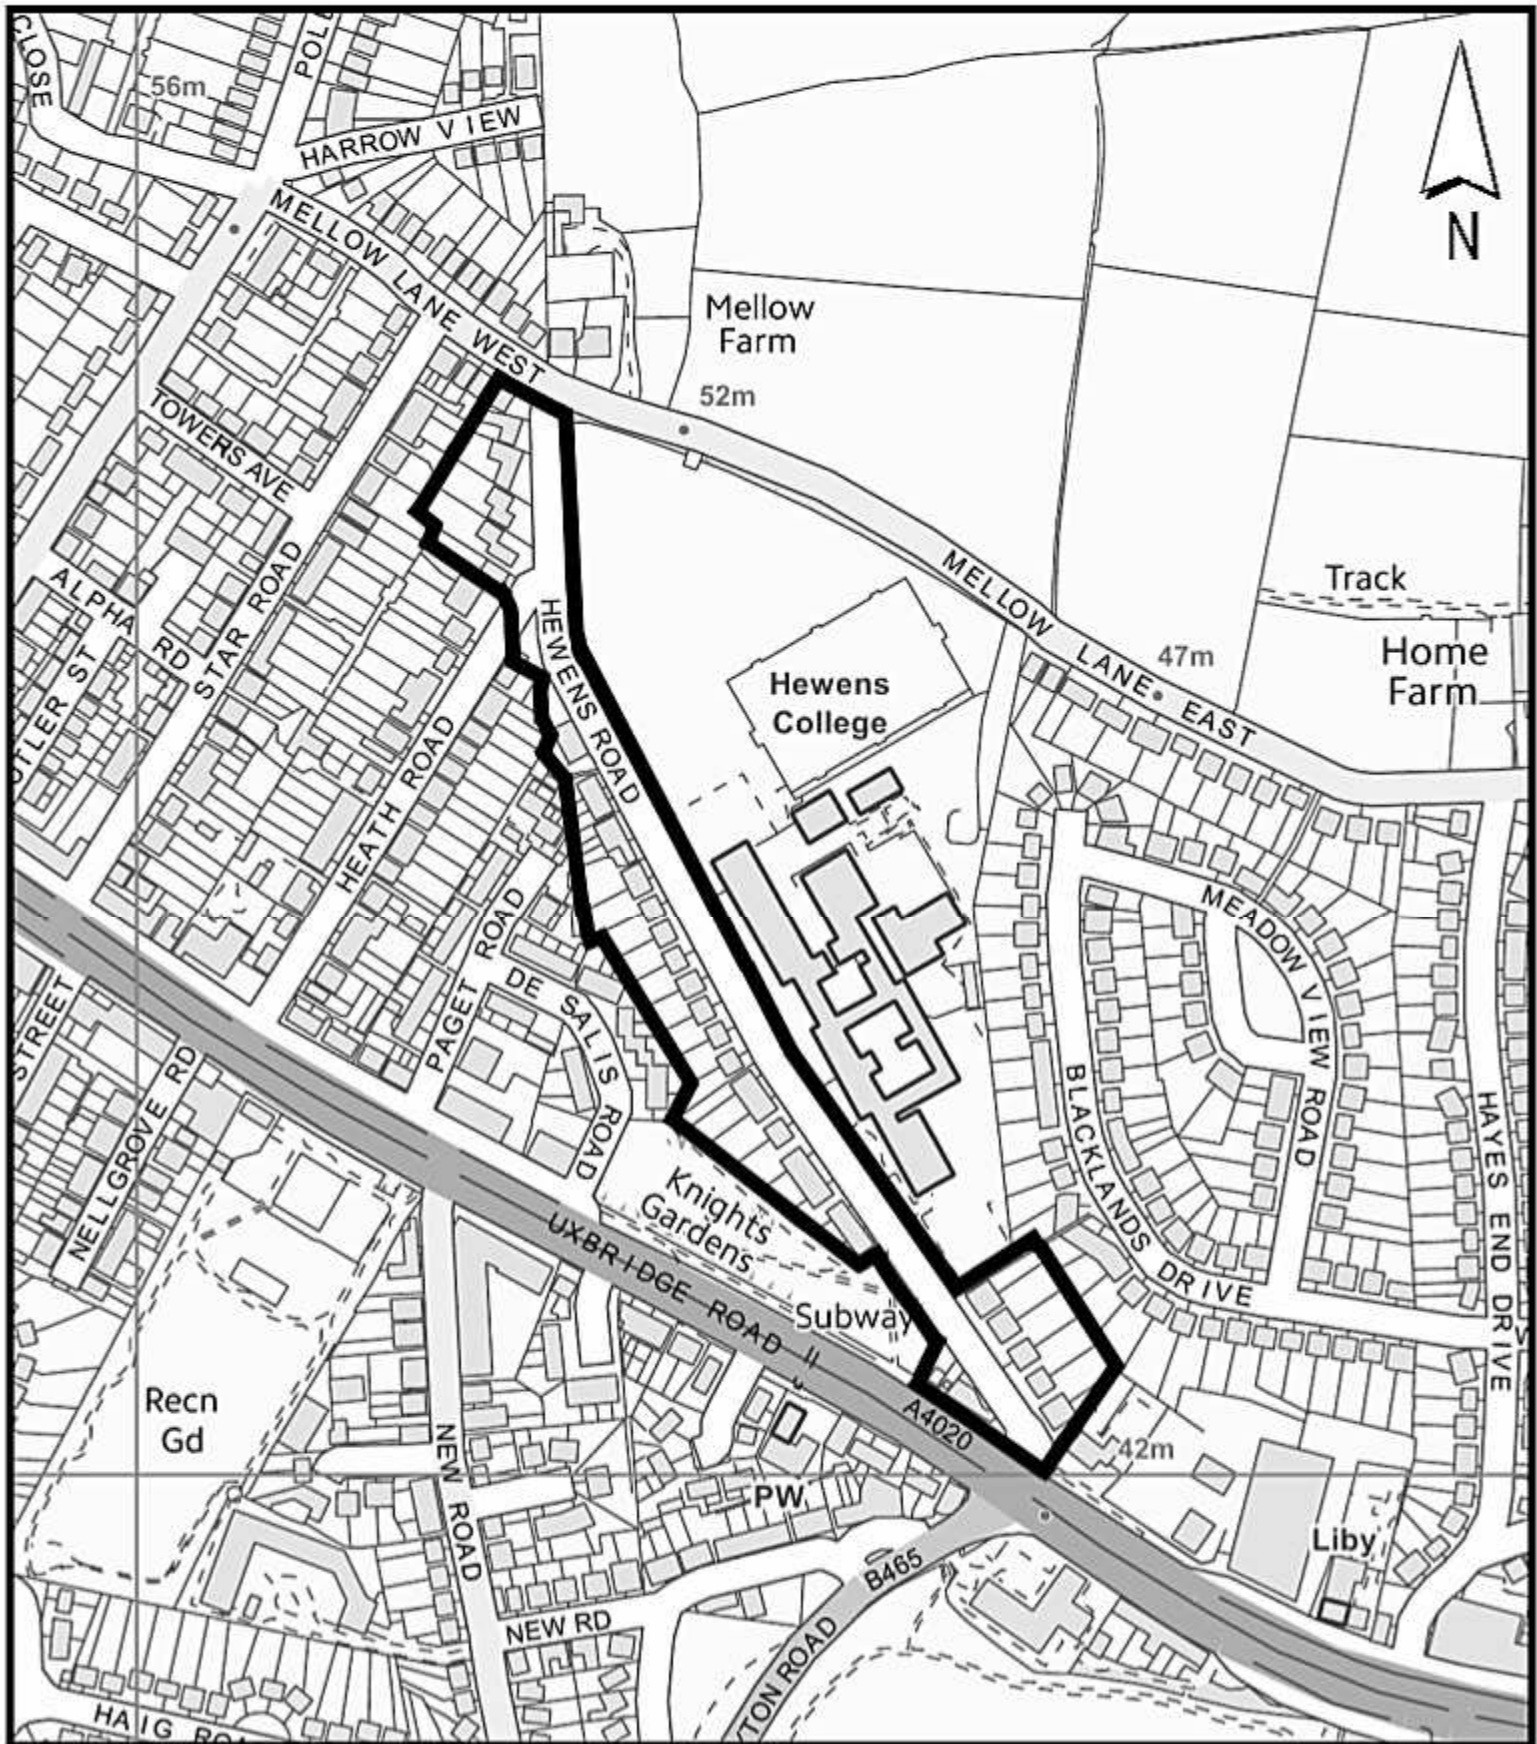 CLOSE
56m
HARROW VIEW
N
MELLOW LANE WEST
Mellow
Farm
52m
TOWERS AVE
MELLOW LANE EAST
Track
ALPHA RD
STAR ROAD
HEWENS ROAD
47m
Home
Farm
Hewens
College
HEATH ROAD
MEADOW VIEW ROAD
PAGET ROAD
DE SALIS ROAD
STREET
NELLGROVE RD
BLACKLANDS DRIVE
HAYES END DRIVE
Knights
Gardens
UXBRIDGE ROAD
Subway
Recn
Gd
A4020
42m
NEW ROAD
PW
Liby
B465
NEW RD